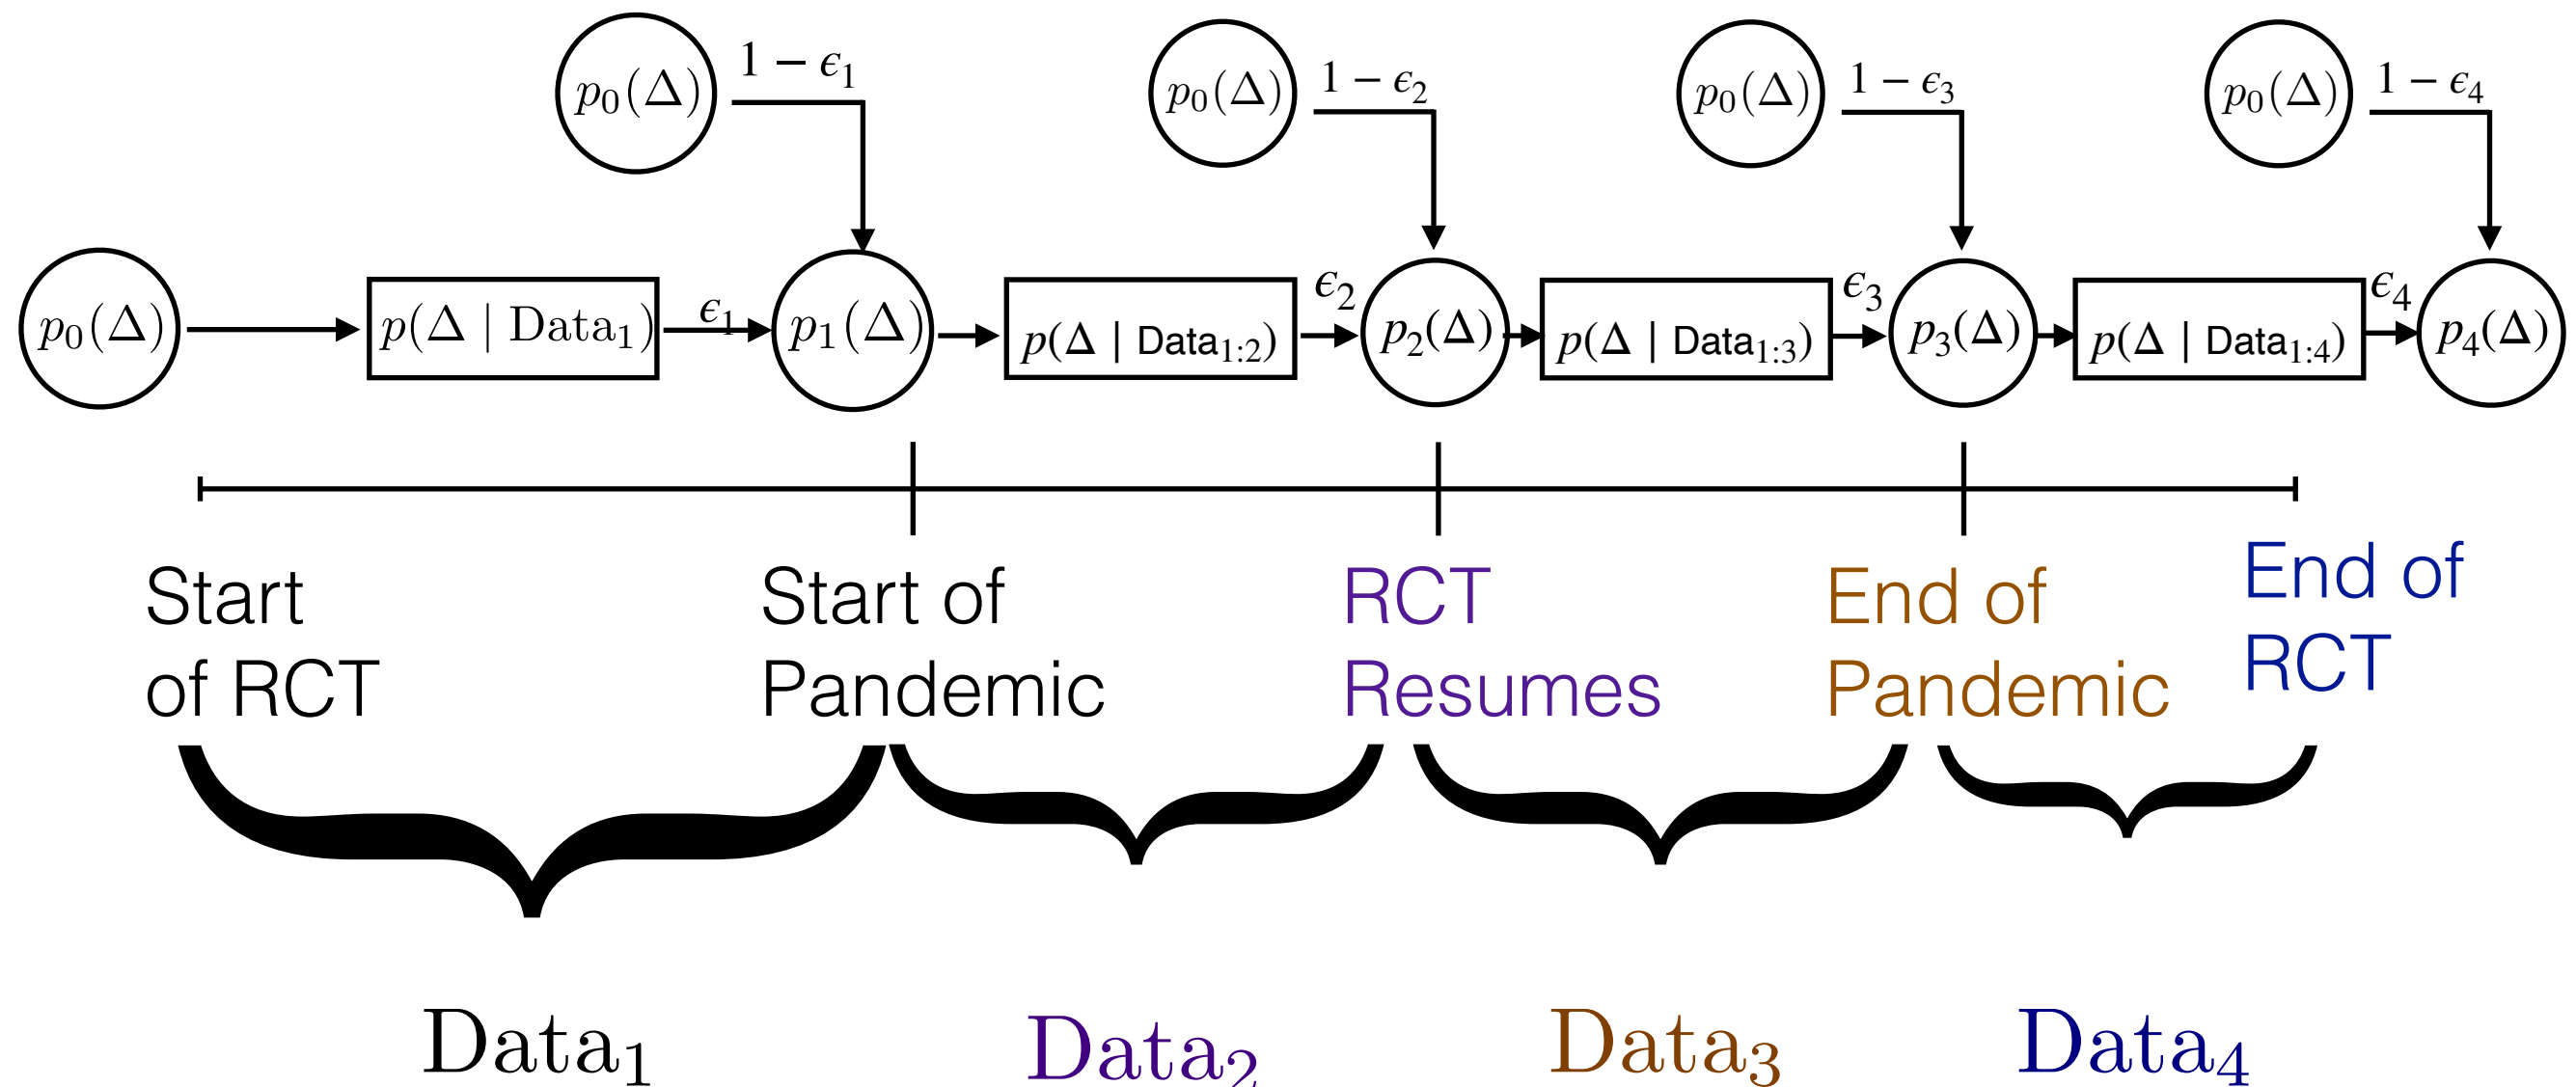 p₀(Δ) 1 − ϵ₁ p₀(Δ) 1 − ϵ₂ p₀(Δ) 1 − ϵ₃ p₀(Δ) 1 − ϵ₄
p₀(Δ) p(Δ | Data₁) ϵ₁ p₁(Δ) p(Δ | Data₁:₂) ϵ₂ p₂(Δ) p(Δ | Data₁:₃) ϵ₃ p₃(Δ) p(Δ | Data₁:₄) ϵ₄ p₄(Δ)
Start
of RCT
Start of
Pandemic
RCT
Resumes
End of
Pandemic
End of
RCT
Data₁ Data₂ Data₃ Data₄